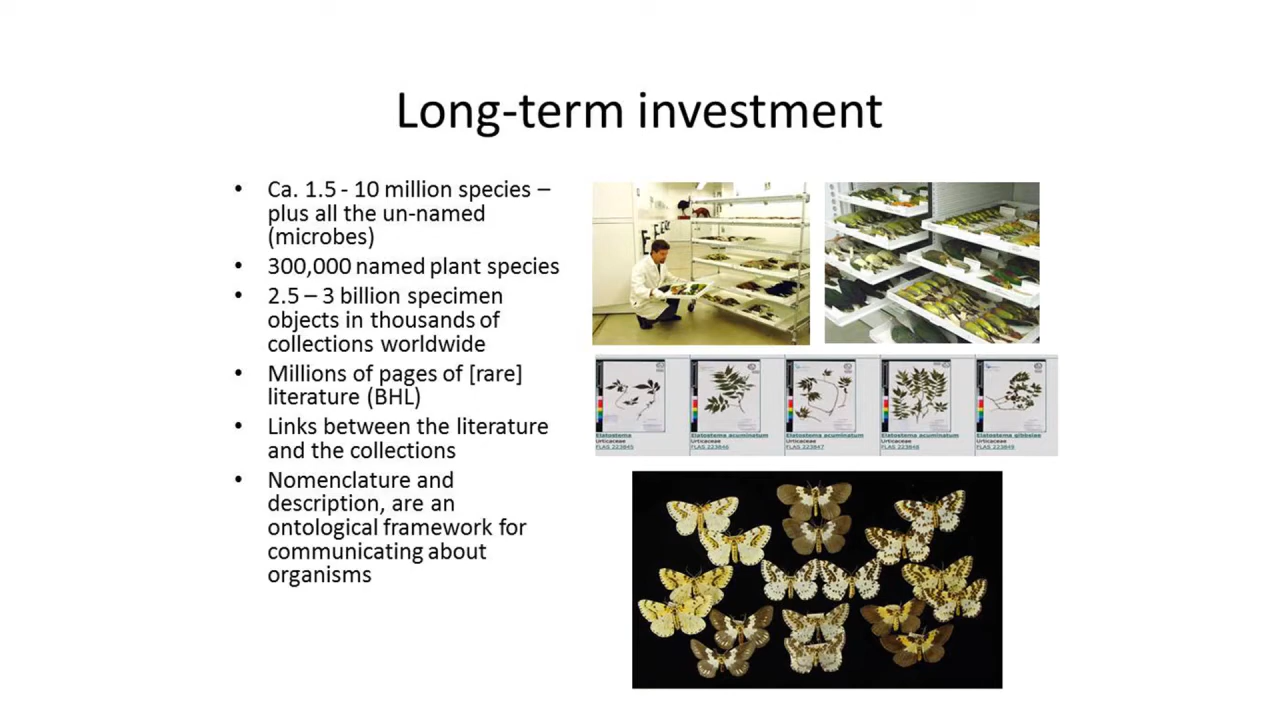 Long-term investment
• Ca. 1.5 - 10 million species –
plus all the un-named
(microbes)
• 300,000 named plant species
• 2.5 – 3 billion specimen
objects in thousands of
collections worldwide
• Millions of pages of [rare]
literature (BHL)
• Links between the literature
and the collections
• Nomenclature and
description, are an
ontological framework for
communicating about
organisms
Elatostema
Urticaceae
FLAS 223845
Elatostema acuminatum
Urticaceae
FLAS 223846
Elatostema acuminatum
Urticaceae
FLAS 223847
Elatostema acuminatum
Urticaceae
FLAS 223848
Elatostema gibbsiae
Urticaceae
FLAS 223849